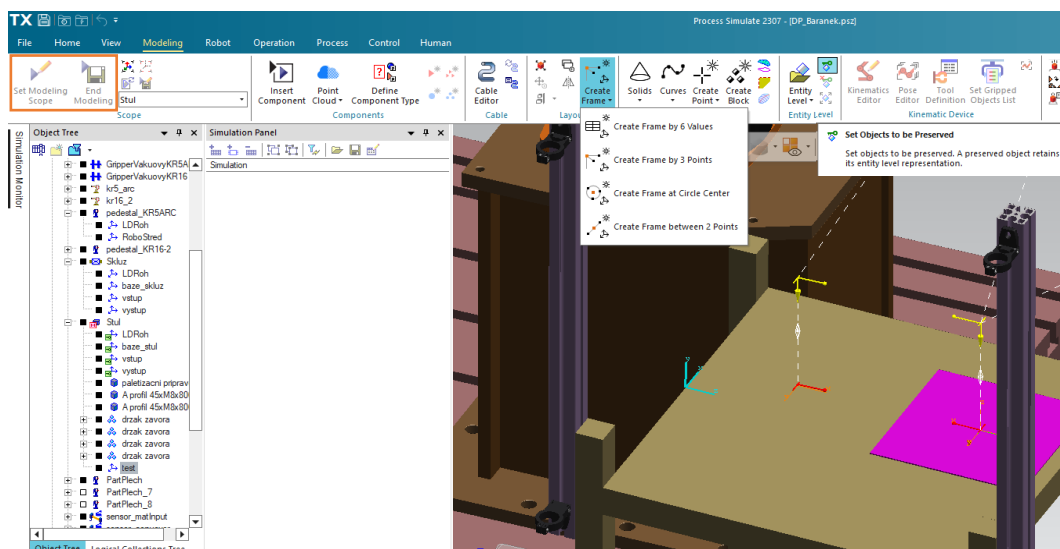 TX
Process Simulate 2307 - [DP_Baranek.psz]
File Home View Modeling Robot Operation Process Control Human
Set Modeling Scope
End Modeling
Stul
Scope
Insert Component
Point Cloud
Define Component Type
Components
Cable Editor
Cable
Layou
Create Frame
Solids
Curves
Create Point
Create Block
Entity Level
Entity Level
Kinematics Editor
Pose Editor
Tool Definition
Set Gripped Objects List
Kinematic Device
Create Frame by 6 Values
Create Frame by 3 Points
Create Frame at Circle Center
Create Frame between 2 Points
Set Objects to be Preserved
Set objects to be preserved. A preserved object retains
its entity level representation.
Simulation Monitor
Object Tree
GripperVakuovyKR5A
GripperVakuovyKR16
kr5_arc
kr16_2
pedestal_KR5ARC
LDRoh
RoboStred
pedestal_KR16-2
Skluz
LDRoh
baze_skluz
vstup
vystup
Stul
LDRoh
baze_stul
vstup
vystup
paletizacni priprav
A profil 45xM8x80
A profil 45xM8x80
drzak zavora
drzak zavora
drzak zavora
drzak zavora
test
PartPlech
PartPlech_7
PartPlech_8
sensor_matInput
Object Tree Logical Collections Tree
Simulation Panel
Simulation